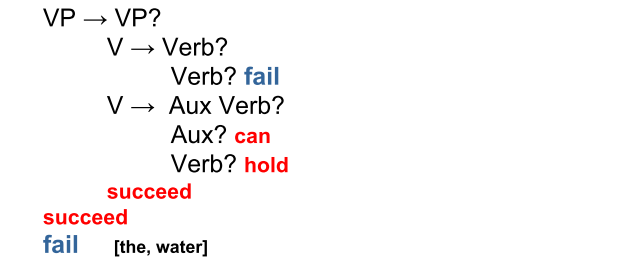 VP → VP?
V → Verb?
Verb? fail
V → Aux Verb?
Aux? can
Verb? hold
succeed
succeed
fail [the, water]